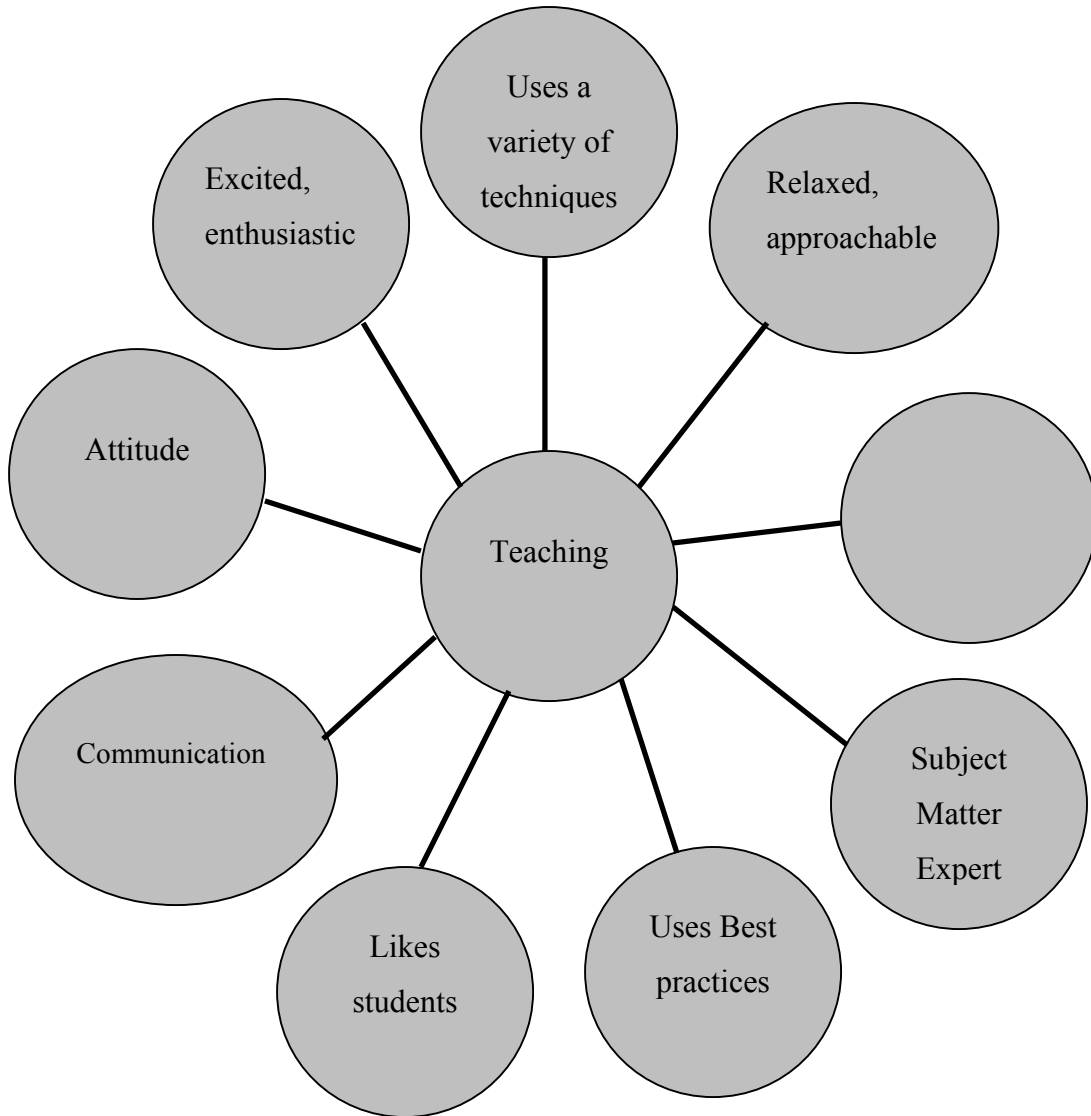 Uses a
variety of
techniques
Excited,
enthusiastic
Relaxed,
approachable
Attitude
Teaching
Communication
Subject
Matter
Expert
Likes
students
Uses Best
practices